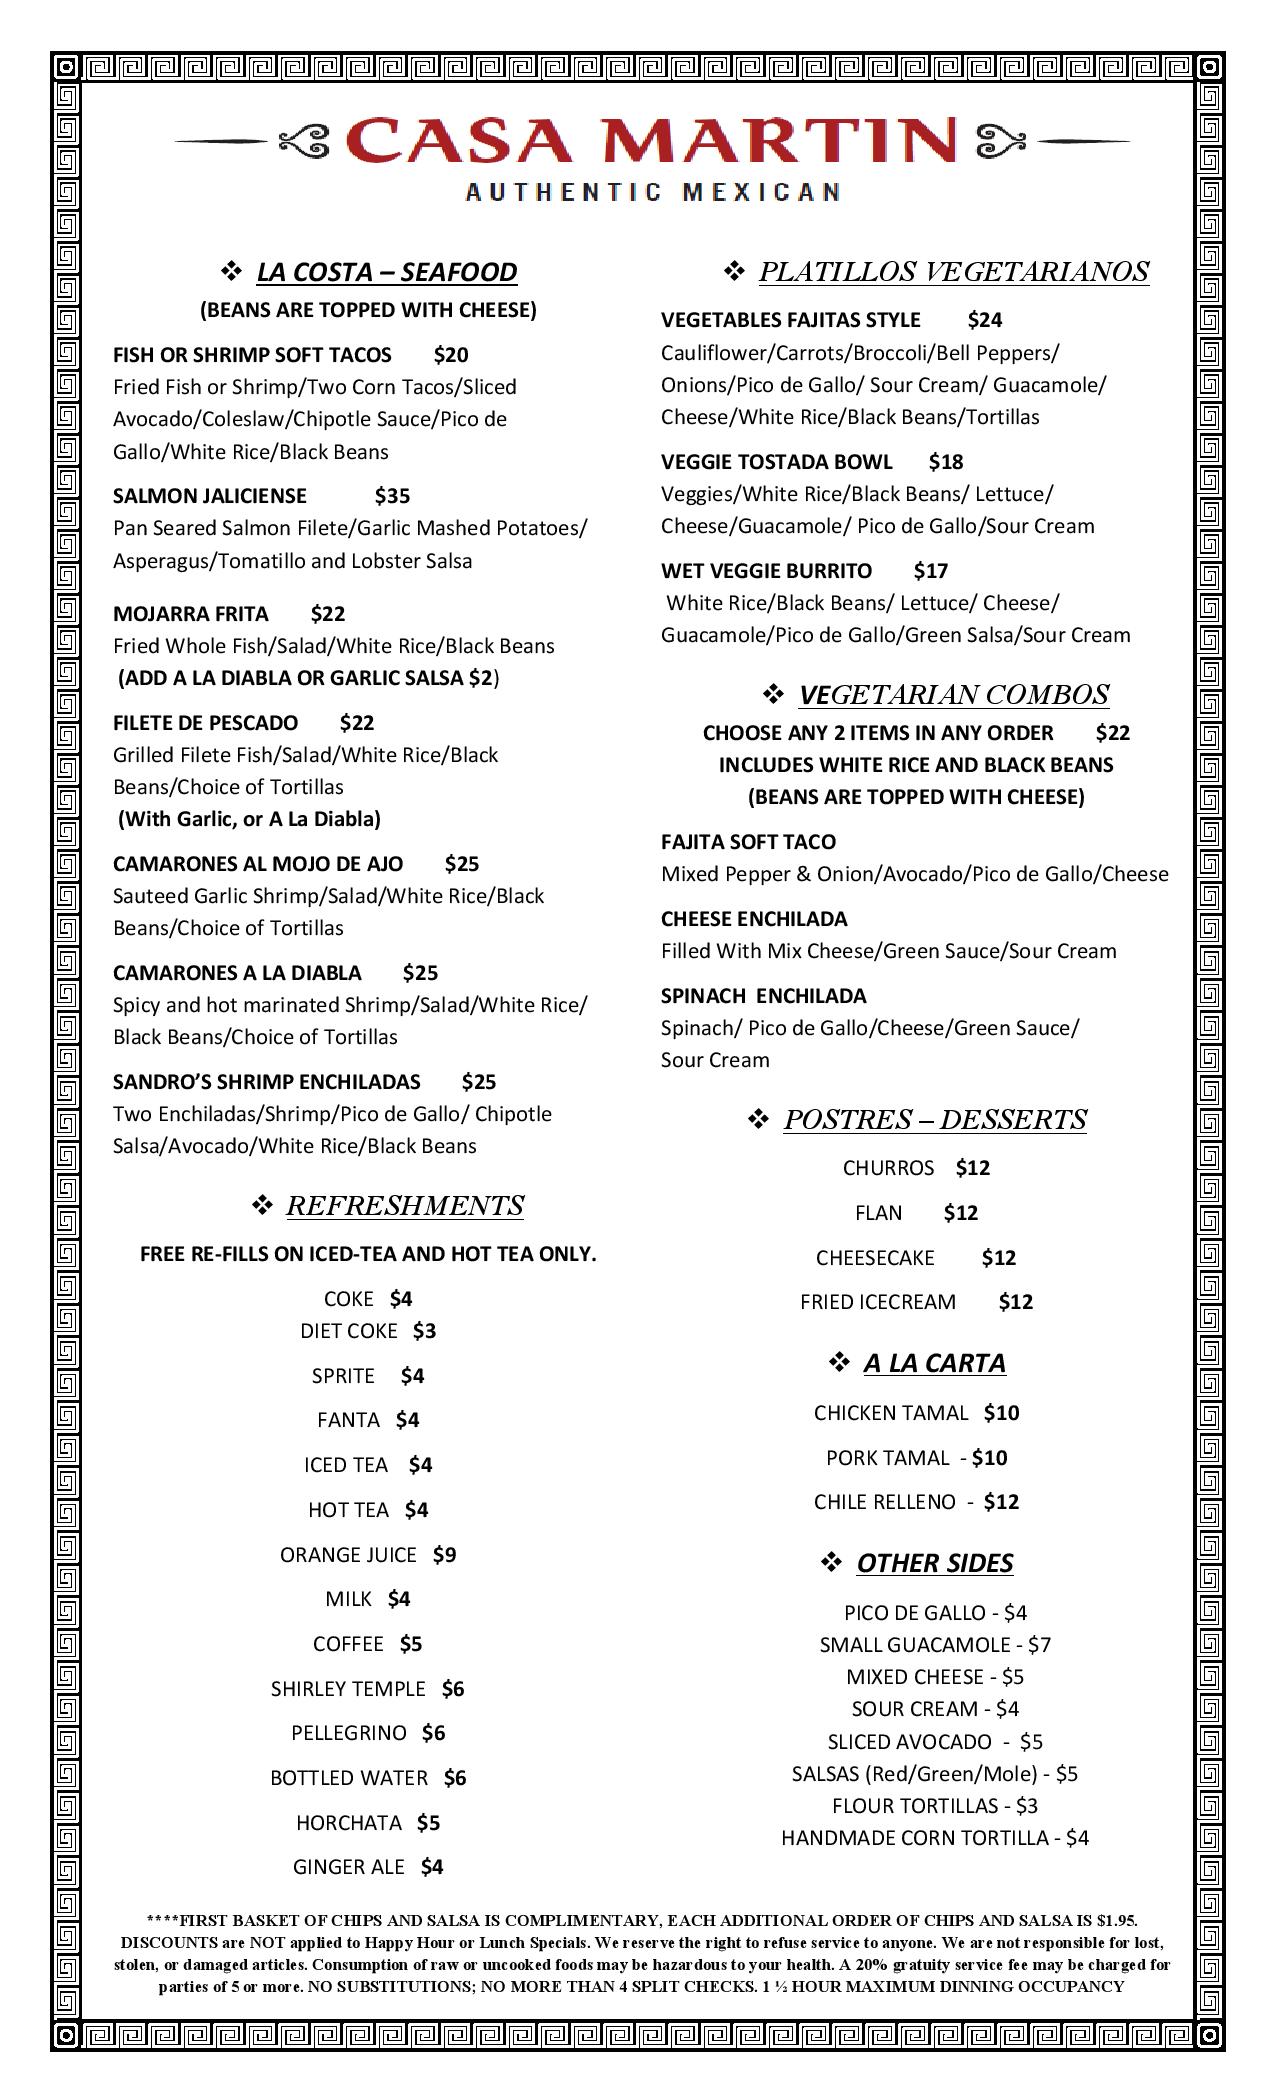 CASA MARTIN
AUTHENTIC MEXICAN
❖ LA COSTA – SEAFOOD
(BEANS ARE TOPPED WITH CHEESE)
FISH OR SHRIMP SOFT TACOS $20
Fried Fish or Shrimp/Two Corn Tacos/Sliced
Avocado/Coleslaw/Chipotle Sauce/Pico de
Gallo/White Rice/Black Beans
SALMON JALICIENSE $35
Pan Seared Salmon Filete/Garlic Mashed Potatoes/
Asperagus/Tomatillo and Lobster Salsa
MOJARRA FRITA $22
Fried Whole Fish/Salad/White Rice/Black Beans
(ADD A LA DIABLA OR GARLIC SALSA $2)
FILETE DE PESCADO $22
Grilled Filete Fish/Salad/White Rice/Black
Beans/Choice of Tortillas
(With Garlic, or A La Diabla)
CAMARONES AL MOJO DE AJO $25
Sauteed Garlic Shrimp/Salad/White Rice/Black
Beans/Choice of Tortillas
CAMARONES A LA DIABLA $25
Spicy and hot marinated Shrimp/Salad/White Rice/
Black Beans/Choice of Tortillas
SANDRO’S SHRIMP ENCHILADAS $25
Two Enchiladas/Shrimp/Pico de Gallo/ Chipotle
Salsa/Avocado/White Rice/Black Beans
❖ REFRESHMENTS
FREE RE-FILLS ON ICED-TEA AND HOT TEA ONLY.
COKE $4
DIET COKE $3
SPRITE $4
FANTA $4
ICED TEA $4
HOT TEA $4
ORANGE JUICE $9
MILK $4
COFFEE $5
SHIRLEY TEMPLE $6
PELLEGRINO $6
BOTTLED WATER $6
HORCHATA $5
GINGER ALE $4
❖ PLATILLOS VEGETARIANOS
VEGETABLES FAJITAS STYLE $24
Cauliflower/Carrots/Broccoli/Bell Peppers/
Onions/Pico de Gallo/ Sour Cream/ Guacamole/
Cheese/White Rice/Black Beans/Tortillas
VEGGIE TOSTADA BOWL $18
Veggies/White Rice/Black Beans/ Lettuce/
Cheese/Guacamole/ Pico de Gallo/Sour Cream
WET VEGGIE BURRITO $17
White Rice/Black Beans/ Lettuce/ Cheese/
Guacamole/Pico de Gallo/Green Salsa/Sour Cream
❖ VEGETARIAN COMBOS
CHOOSE ANY 2 ITEMS IN ANY ORDER $22
INCLUDES WHITE RICE AND BLACK BEANS
(BEANS ARE TOPPED WITH CHEESE)
FAJITA SOFT TACO
Mixed Pepper & Onion/Avocado/Pico de Gallo/Cheese
CHEESE ENCHILADA
Filled With Mix Cheese/Green Sauce/Sour Cream
SPINACH ENCHILADA
Spinach/ Pico de Gallo/Cheese/Green Sauce/
Sour Cream
❖ POSTRES – DESSERTS
CHURROS $12
FLAN $12
CHEESECAKE $12
FRIED ICECREAM $12
❖ A LA CARTA
CHICKEN TAMAL $10
PORK TAMAL - $10
CHILE RELLENO - $12
❖ OTHER SIDES
PICO DE GALLO - $4
SMALL GUACAMOLE - $7
MIXED CHEESE - $5
SOUR CREAM - $4
SLICED AVOCADO - $5
SALSAS (Red/Green/Mole) - $5
FLOUR TORTILLAS - $3
HANDMADE CORN TORTILLA - $4
****FIRST BASKET OF CHIPS AND SALSA IS COMPLIMENTARY, EACH ADDITIONAL ORDER OF CHIPS AND SALSA IS $1.95.
DISCOUNTS are NOT applied to Happy Hour or Lunch Specials. We reserve the right to refuse service to anyone. We are not responsible for lost,
stolen, or damaged articles. Consumption of raw or uncooked foods may be hazardous to your health. A 20% gratuity service fee may be charged for
parties of 5 or more. NO SUBSTITUTIONS; NO MORE THAN 4 SPLIT CHECKS. 1 ½ HOUR MAXIMUM DINNING OCCUPANCY